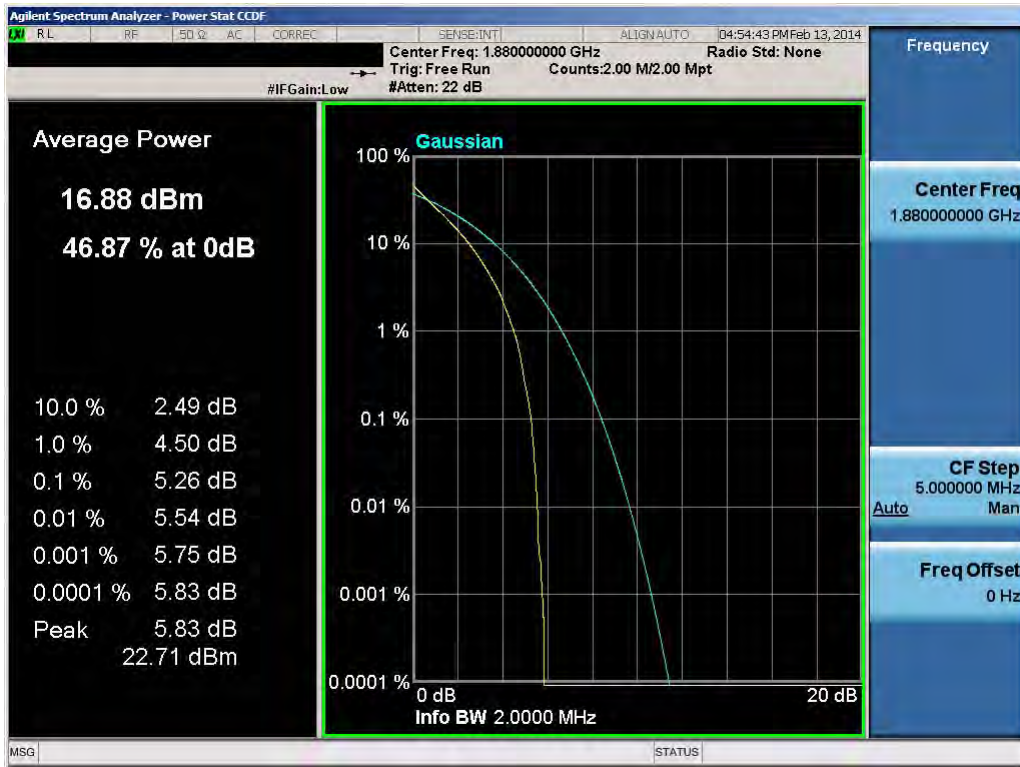 Agilent Spectrum Analyzer - Power Stat CCDF
LXI RL RF 50 Ω AC CORREC SENSE:INT ALIGN AUTO 04:54:43 PM Feb 13, 2014
Center Freq: 1.880000000 GHz Radio Std: None
Trig: Free Run Counts:2.00 M/2.00 Mpt
#IFGain:Low #Atten: 22 dB
Average Power
16.88 dBm
46.87 % at 0dB
10.0 % 2.49 dB
1.0 % 4.50 dB
0.1 % 5.26 dB
0.01 % 5.54 dB
0.001 % 5.75 dB
0.0001 % 5.83 dB
Peak 5.83 dB
22.71 dBm
Gaussian
100 %
10 %
1 %
0.1 %
0.01 %
0.001 %
0.0001 %
0 dB 20 dB
Info BW 2.0000 MHz
Frequency
Center Freq
1.880000000 GHz
CF Step
5.000000 MHz
Auto Man
Freq Offset
0 Hz
MSG STATUS